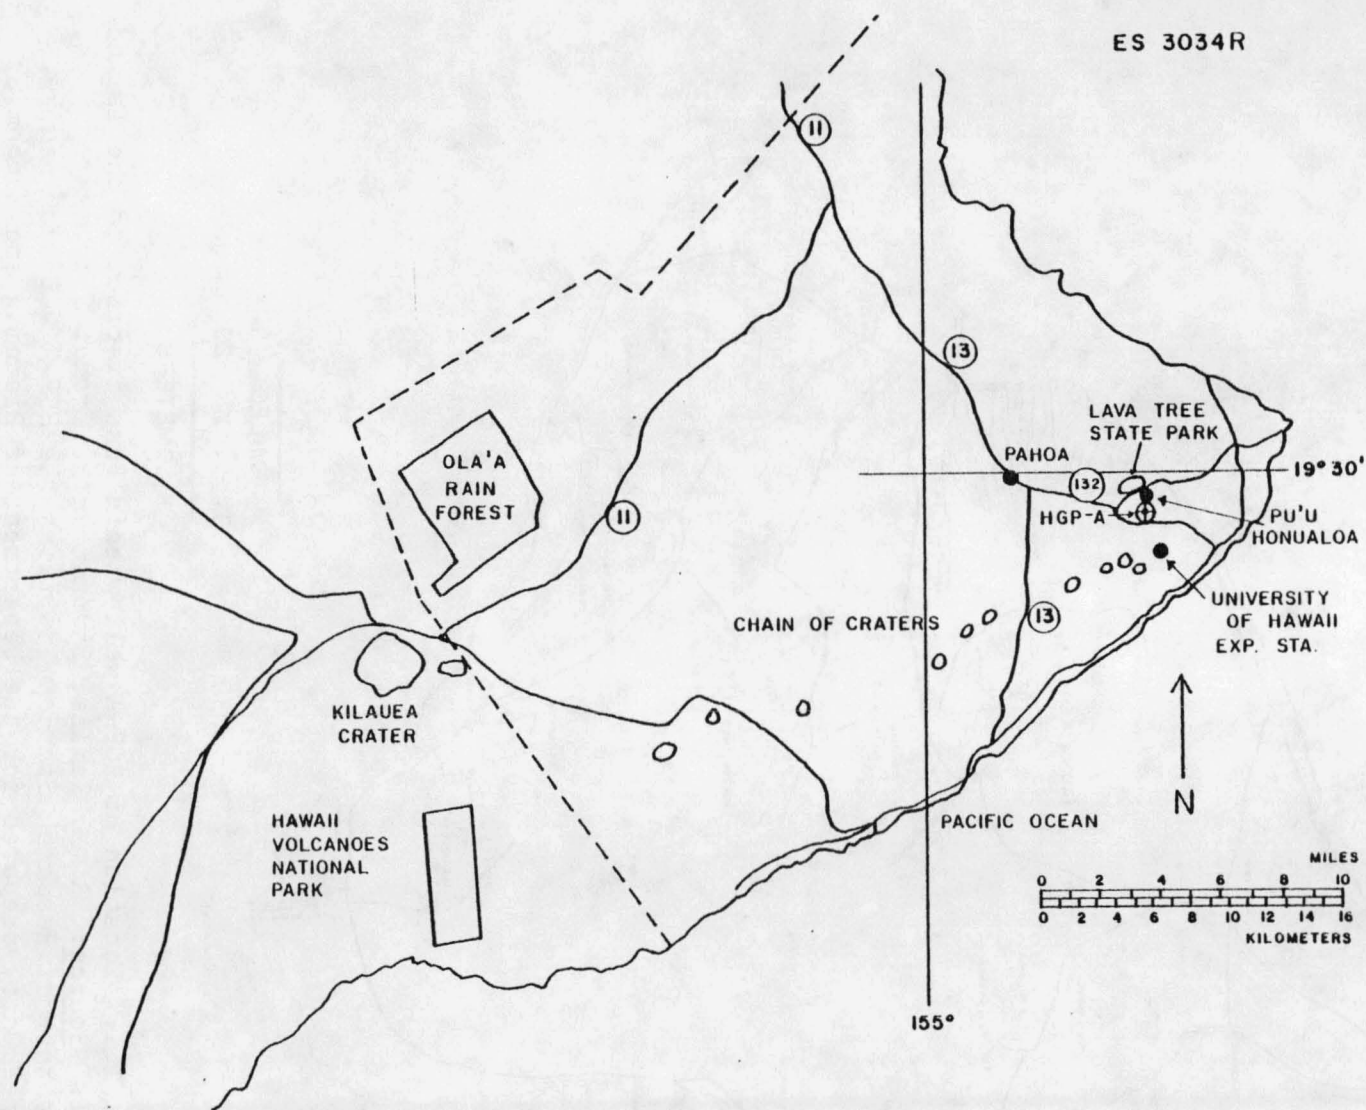 ES 3034R
11
13
LAVA TREE
STATE PARK
PAHOA
19° 30'
132
OLA'A
RAIN
FOREST
11
HGP-A
PU'U
HONUALOA
UNIVERSITY
OF HAWAII
EXP. STA.
CHAIN OF CRATERS
13
KILAUEA
CRATER
HAWAII
VOLCANOES
NATIONAL
PARK
PACIFIC OCEAN
N
MILES
0 2 4 6 8 10
0 2 4 6 8 10 12 14 16
KILOMETERS
155°